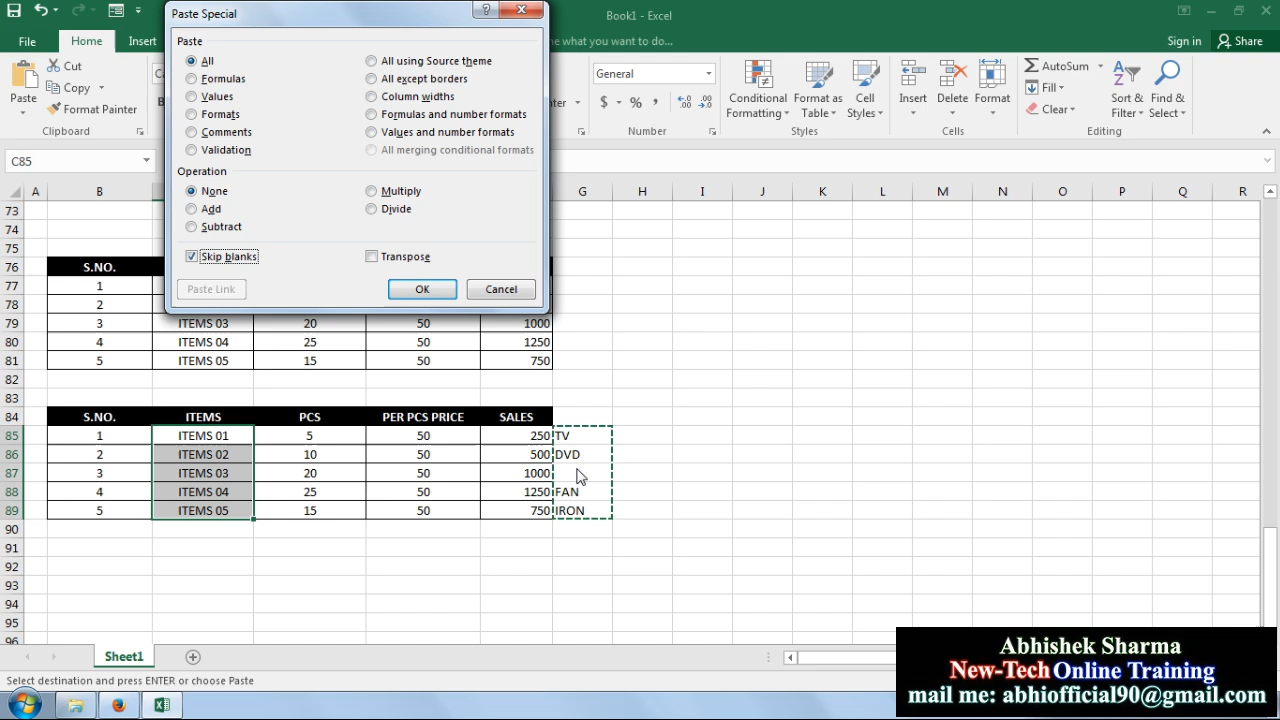 Book1 - Excel
Paste Special
File
Home
Insert
me what you want to do...
Sign in
Share
Paste
Cut
Copy
Format Painter
Clipboard
General
$ % ,
Number
Conditional Formatting
Format as Table
Cell Styles
Styles
Insert
Delete
Format
Cells
AutoSum
Fill
Clear
Sort & Filter
Find & Select
Editing
Paste
All
All using Source theme
Formulas
All except borders
Values
Column widths
Formats
Formulas and number formats
Comments
Values and number formats
Validation
All merging conditional formats
Operation
None
Multiply
Add
Divide
Subtract
Skip blanks
Transpose
Paste Link
OK
Cancel
C85
A B G H I J K L M N O P Q R
73
74
75
76 S.NO.
77 1
78 2
79 3 ITEMS 03 20 50 1000
80 4 ITEMS 04 25 50 1250
81 5 ITEMS 05 15 50 750
82
83
84 S.NO. ITEMS PCS PER PCS PRICE SALES
85 1 ITEMS 01 5 50 250 TV
86 2 ITEMS 02 10 50 500 DVD
87 3 ITEMS 03 20 50 1000
88 4 ITEMS 04 25 50 1250 FAN
89 5 ITEMS 05 15 50 750 IRON
90
91
92
93
94
95
96
Sheet1
Select destination and press ENTER or choose Paste
Abhishek Sharma
New-Tech Online Training
mail me: abhiofficial90@gmail.com